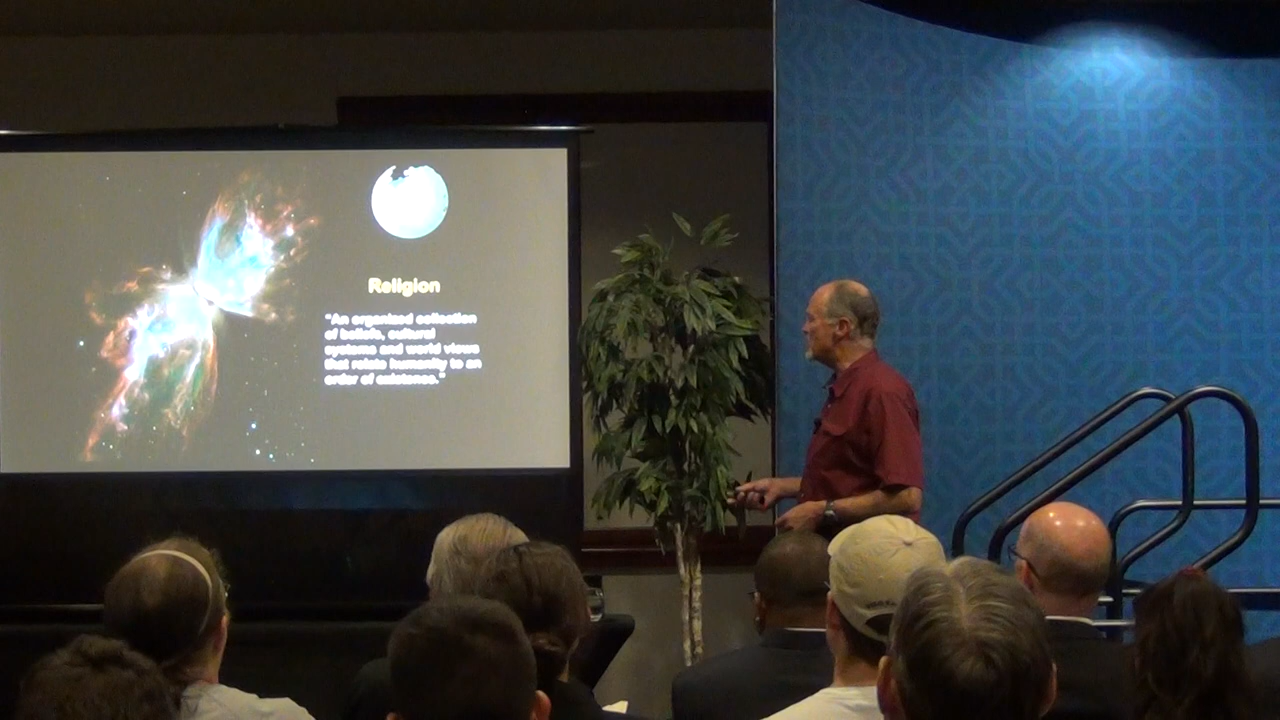 Religion
"An organized collection
of beliefs, cultural
systems and world views
that relate humanity to an
order of existence."